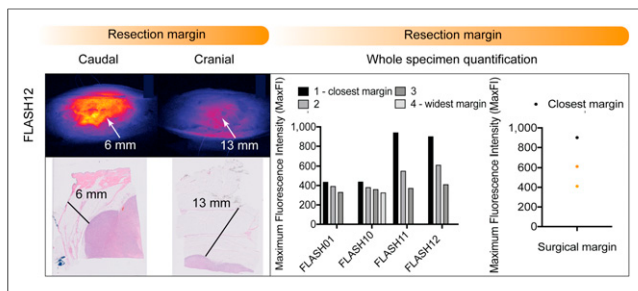 Resection margin
Resection margin
Caudal
Cranial
Whole specimen quantification
FLASH12
6 mm
13 mm
6 mm
13 mm
Maximum Fluorescence Intensity (MaxFI)
1 - closest margin
2
3
4 - widest margin
1,000
800
600
400
200
0
FLASH01
FLASH10
FLASH11
FLASH12
Maximum Fluorescence Intensity (MaxFI)
Closest margin
1,000
800
600
400
200
0
Surgical margin